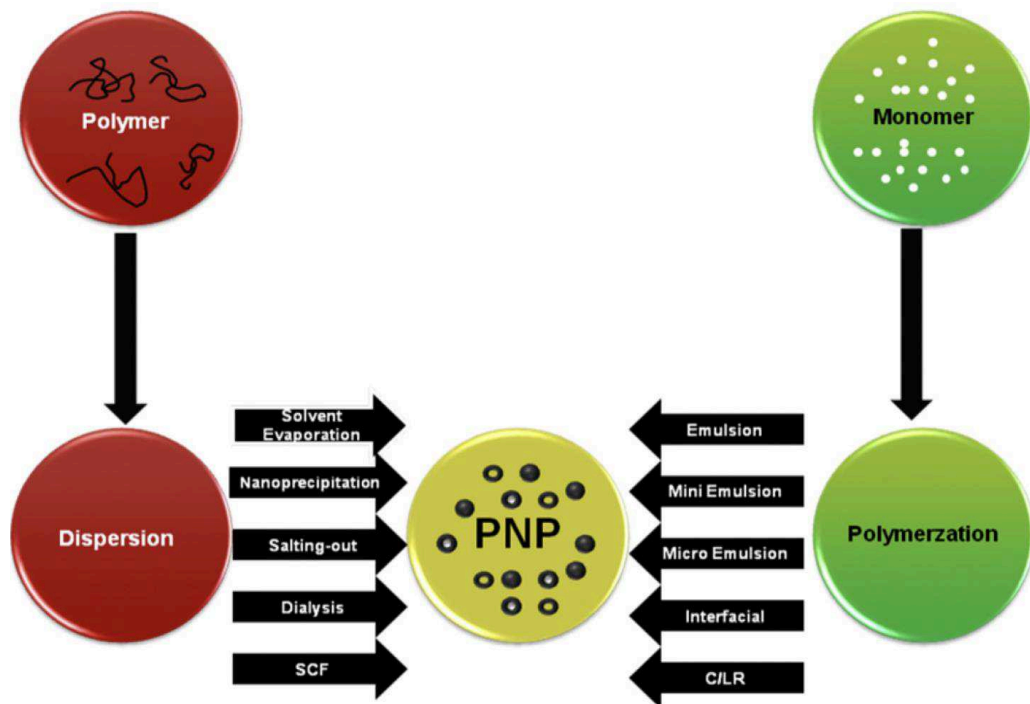 Polymer
Monomer
Solvent
Evaporation
Nanoprecipitation
Salting-out
Dialysis
SCF
Dispersion
PNP
Emulsion
Mini Emulsion
Micro Emulsion
Interfacial
C/LR
Polymerzation